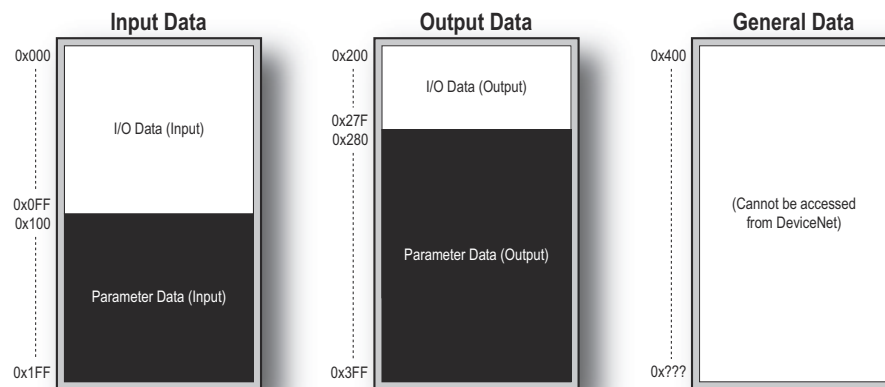 Input Data
0x000
I/O Data (Input)
0x0FF
0x100
Parameter Data (Input)
0x1FF
Output Data
0x200
I/O Data (Output)
0x27F
0x280
Parameter Data (Output)
0x3FF
General Data
0x400
(Cannot be accessed
from DeviceNet)
0x???